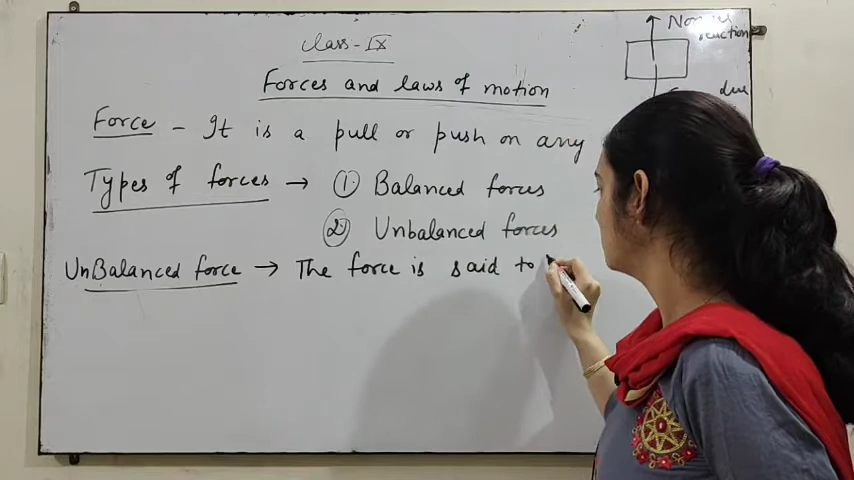 Class-IX
Normal
reaction
Forces and laws of motion
due
Force - It is a pull or push on any
Types of forces → ① Balanced forces
② Unbalanced forces
UnBalanced force → The force is said to